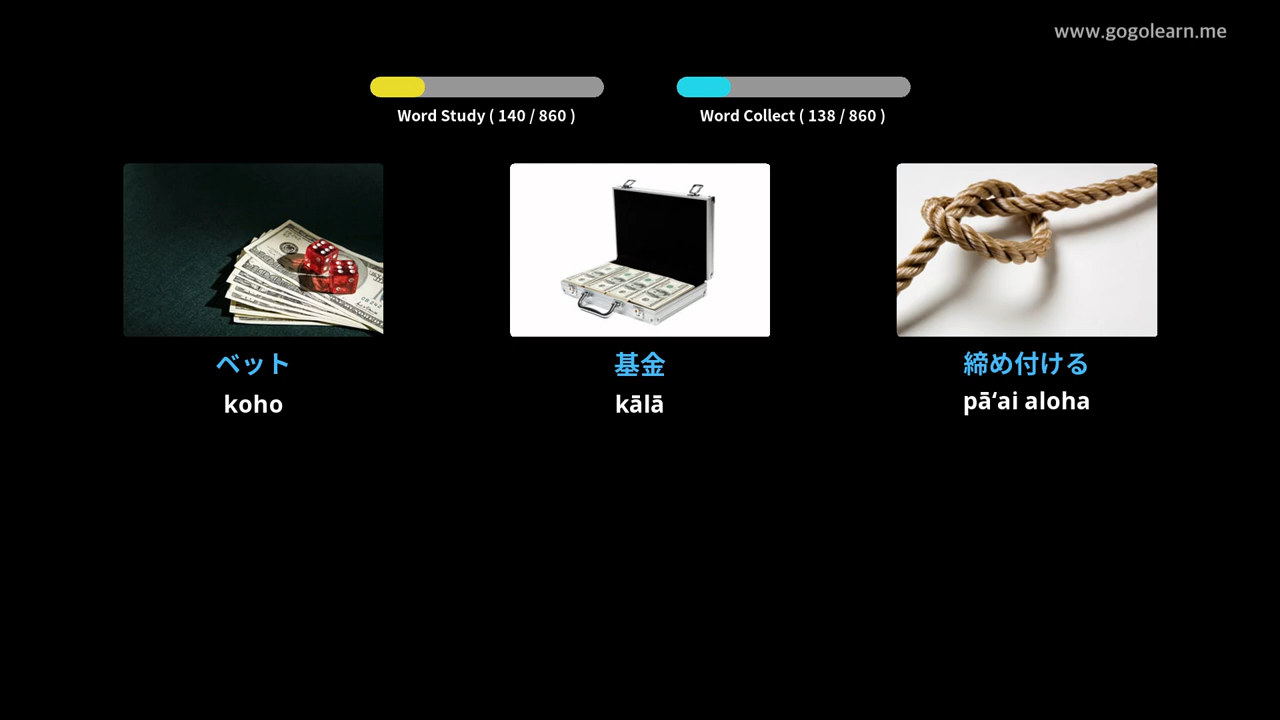 www.gogolearn.me
Word Study ( 140 / 860 )
Word Collect ( 138 / 860 )
ベット
基金
締め付ける
koho
kālā
pāʻai aloha